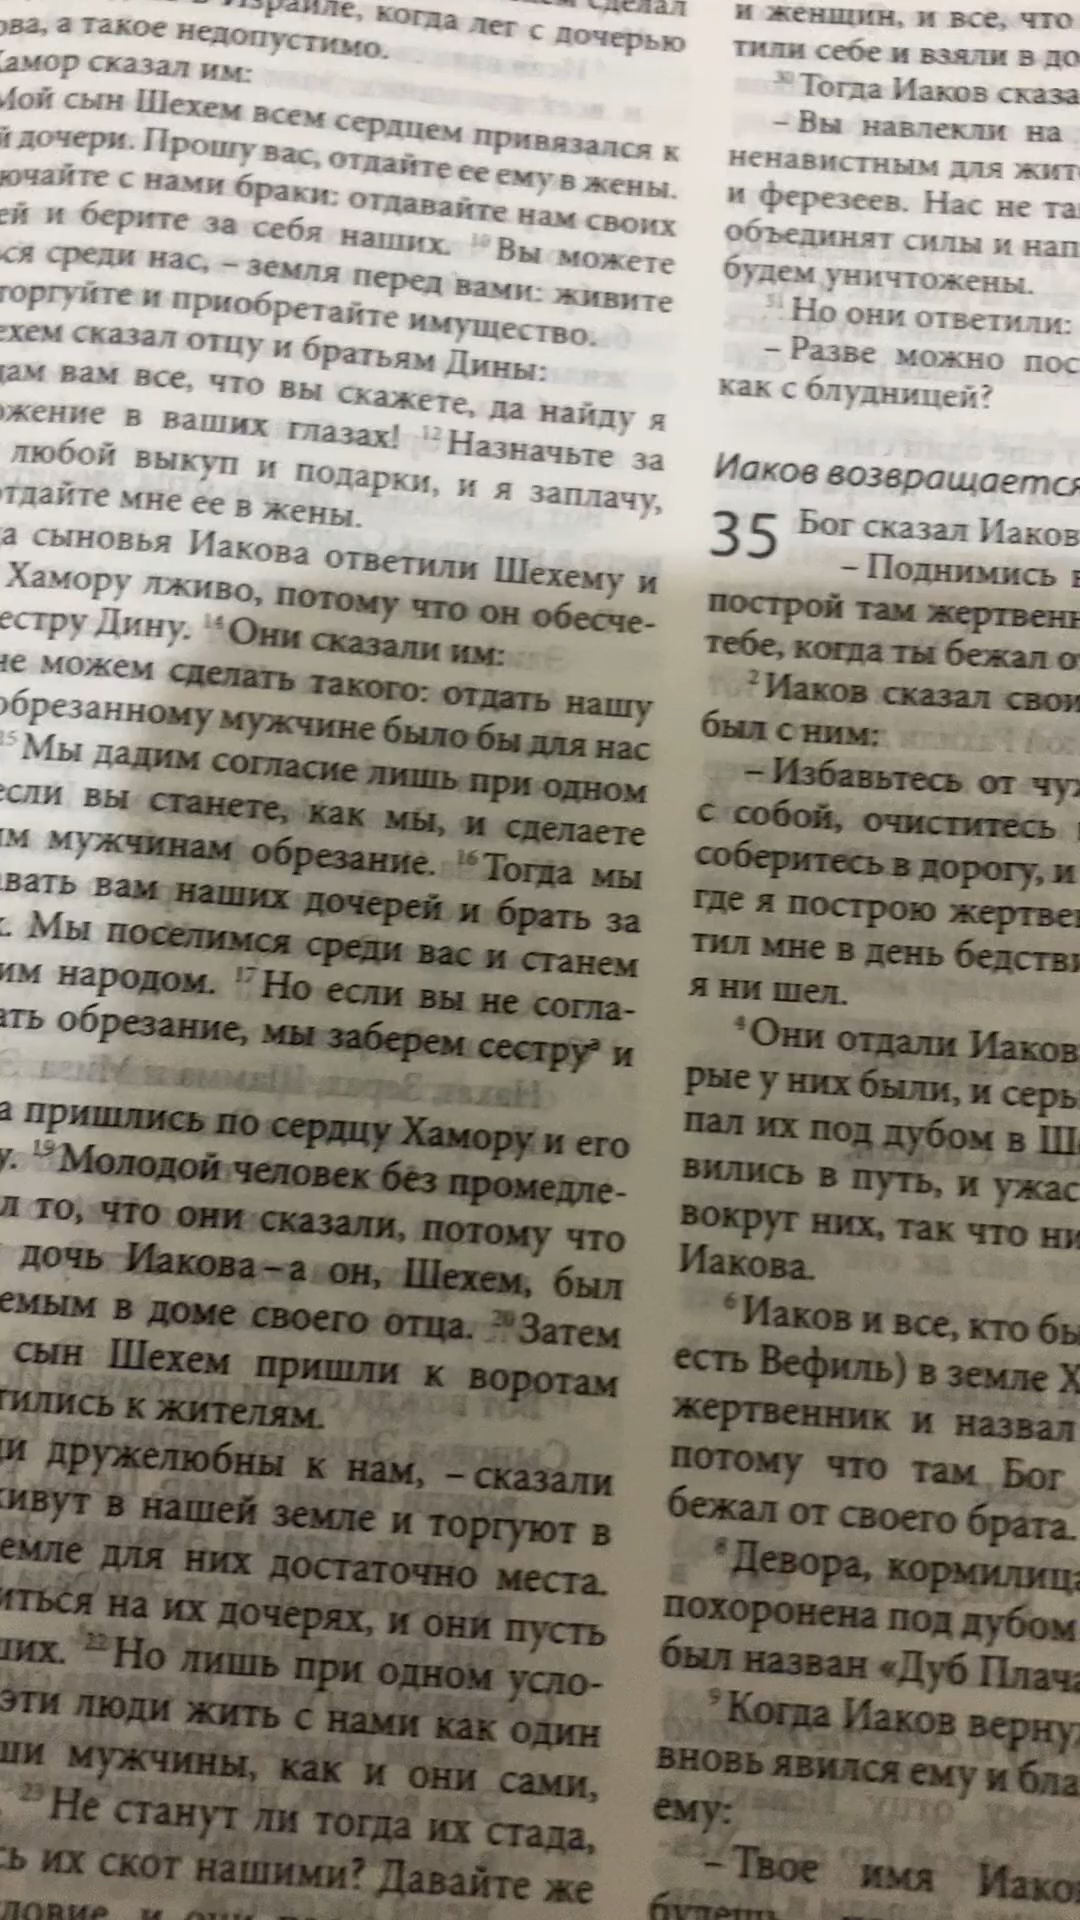 Израиле, когда лег с дочерью
ова, а такое недопустимо.
Хамор сказал им:
Мой сын Шехем всем сердцем привязался к
й дочери. Прошу вас, отдайте ее ему в жены.
ючайте с нами браки: отдавайте нам своих
ей и берите за себя наших. 10 Вы можете
ься среди нас, – земля перед вами: живите
торгуйте и приобретайте имущество.
ехем сказал отцу и братьям Дины:
дам вам все, что вы скажете, да найду я
ожение в ваших глазах! 12 Назначьте за
любой выкуп и подарки, и я заплачу,
отдайте мне ее в жены.
да сыновья Иакова ответили Шехему и
Хамору лживо, потому что он обесче-
естру Дину. 14 Они сказали им:
не можем сделать такого: отдать нашу
обрезанному мужчине было бы для нас
15 Мы дадим согласие лишь при одном
если вы станете, как мы, и сделаете
им мужчинам обрезание. 16 Тогда мы
авать вам наших дочерей и брать за
х. Мы поселимся среди вас и станем
им народом. 17 Но если вы не согла-
ать обрезание, мы заберем сеструª и
а пришлись по сердцу Хамору и его
у. 19 Молодой человек без промедле-
л то, что они сказали, потому что
дочь Иакова – а он, Шехем, был
емым в доме своего отца. 20 Затем
сын Шехем пришли к воротам
тились к жителям.
ди дружелюбны к нам, – сказали
живут в нашей земле и торгуют в
емле для них достаточно места.
иться на их дочерях, и они пусть
ших. 22 Но лишь при одном усло-
эти люди жить с нами как один
ши мужчины, как и они сами,
23 Не станут ли тогда их стада,
сь их скот нашими? Давайте же
и женщин, и все, что
тили себе и взяли в до
30 Тогда Иаков сказа
– Вы навлекли на
ненавистным для жите
и ферезеев. Нас не та
объединят силы и нап
будем уничтожены.
31 Но они ответили:
– Разве можно пос
как с блудницей?
Иаков возвращается
35 Бог сказал Иаков
– Поднимись в
построй там жертвенн
тебе, когда ты бежал о
2 Иаков сказал свои
был с ним:
– Избавьтесь от чуж
с собой, очиститесь
соберитесь в дорогу, и
где я построю жертвен
тил мне в день бедстви
я ни шел.
4 Они отдали Иаков
рые у них были, и серь
пал их под дубом в Ше
вились в путь, и ужас
вокруг них, так что ни
Иакова.
6 Иаков и все, кто бы
есть Вефиль) в земле Х
жертвенник и назвал
потому что там Бог
бежал от своего брата.
8 Девора, кормилица
похоронена под дубом
был назван «Дуб Плача
9 Когда Иаков верну
вновь явился ему и бла
ему:
– Твое имя Иако
будешь